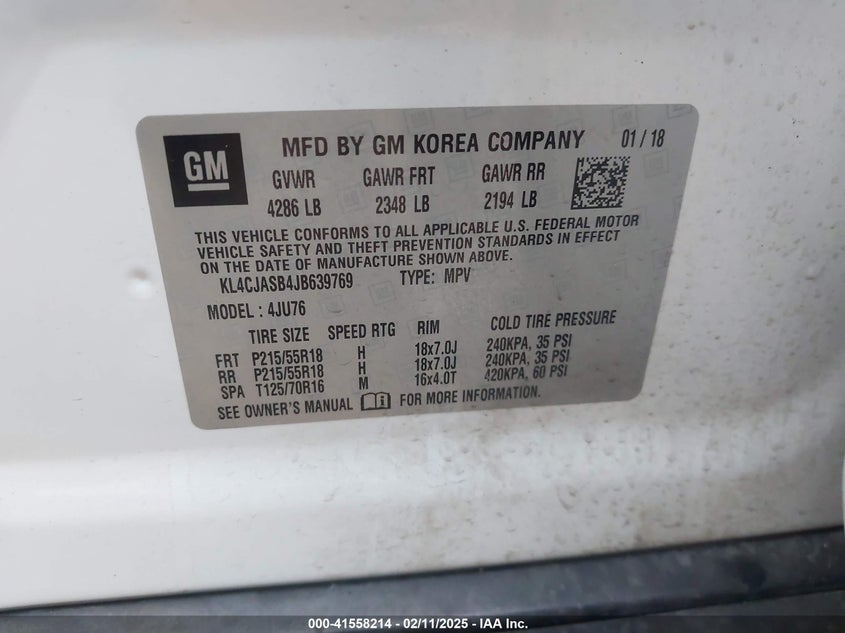 GM
MFD BY GM KOREA COMPANY 01 / 18
GVWR GAWR FRT GAWR RR
4286 LB 2348 LB 2194 LB
THIS VEHICLE CONFORMS TO ALL APPLICABLE U.S. FEDERAL MOTOR
VEHICLE SAFETY AND THEFT PREVENTION STANDARDS IN EFFECT
ON THE DATE OF MANUFACTURE SHOWN ABOVE.
KL4CJASB4JB639769 TYPE: MPV
MODEL : 4JU76
TIRE SIZE SPEED RTG RIM COLD TIRE PRESSURE
FRT P215/55R18 H 18x7.0J 240KPA, 35 PSI
RR P215/55R18 H 18x7.0J 240KPA, 35 PSI
SPA T125/70R16 M 16x4.0T 420KPA, 60 PSI
SEE OWNER'S MANUAL FOR MORE INFORMATION.
000-41558214 - 02/11/2025 - IAA Inc.